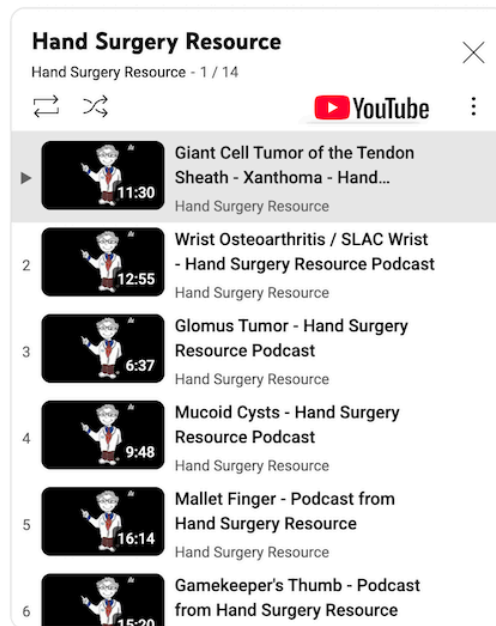 Hand Surgery Resource
Hand Surgery Resource - 1 / 14
YouTube
11:30
Giant Cell Tumor of the Tendon
Sheath - Xanthoma - Hand...
Hand Surgery Resource
2
12:55
Wrist Osteoarthritis / SLAC Wrist
- Hand Surgery Resource Podcast
Hand Surgery Resource
3
6:37
Glomus Tumor - Hand Surgery
Resource Podcast
Hand Surgery Resource
4
9:48
Mucoid Cysts - Hand Surgery
Resource Podcast
Hand Surgery Resource
5
16:14
Mallet Finger - Podcast from
Hand Surgery Resource
Hand Surgery Resource
6
15:20
Gamekeeper's Thumb - Podcast
from Hand Surgery Resource